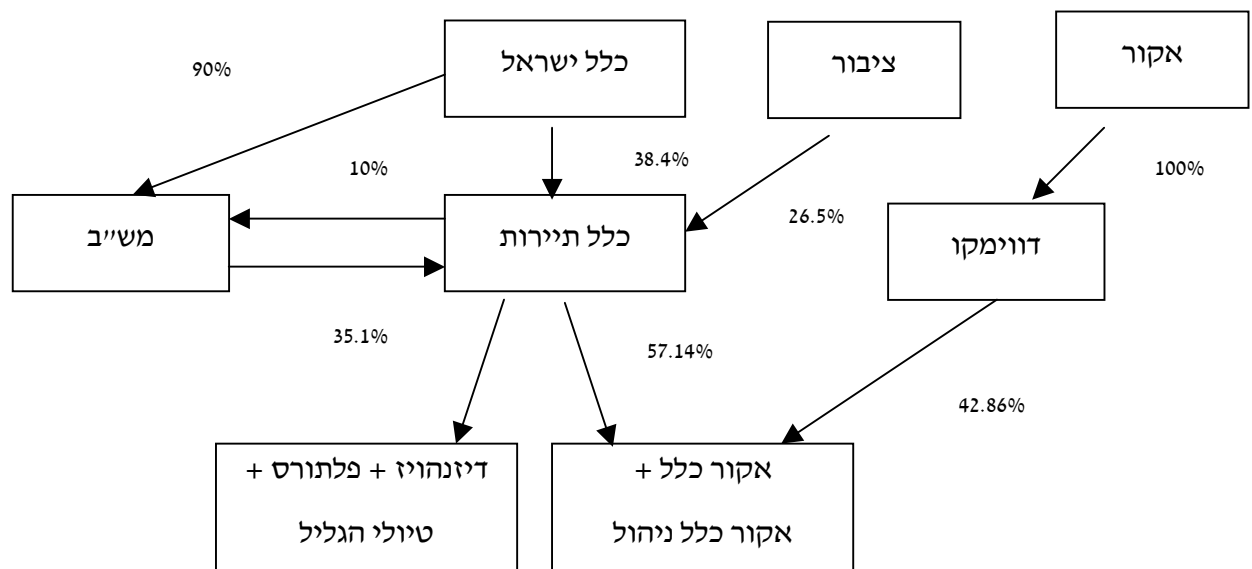 כלל ישראל
ציבור
אקור
90%
10%
38.4%
26.5%
100%
מש״ב
כלל תיירות
דווימקו
35.1%
57.14%
42.86%
דיזנהויז + פלתורס +
טיולי הגליל
אקור כלל +
אקור כלל ניהול